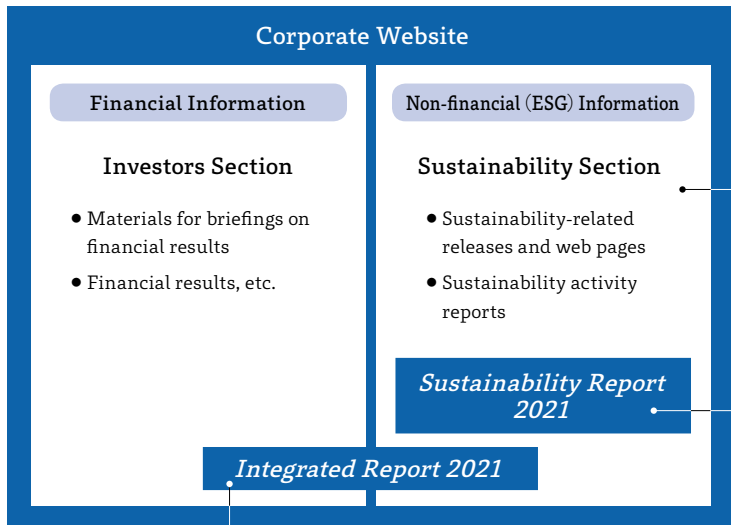 Corporate Website
Financial Information
Investors Section
● Materials for briefings on
financial results
● Financial results, etc.
Non-financial (ESG) Information
Sustainability Section
● Sustainability-related
releases and web pages
● Sustainability activity
reports
Sustainability Report
2021
Integrated Report 2021